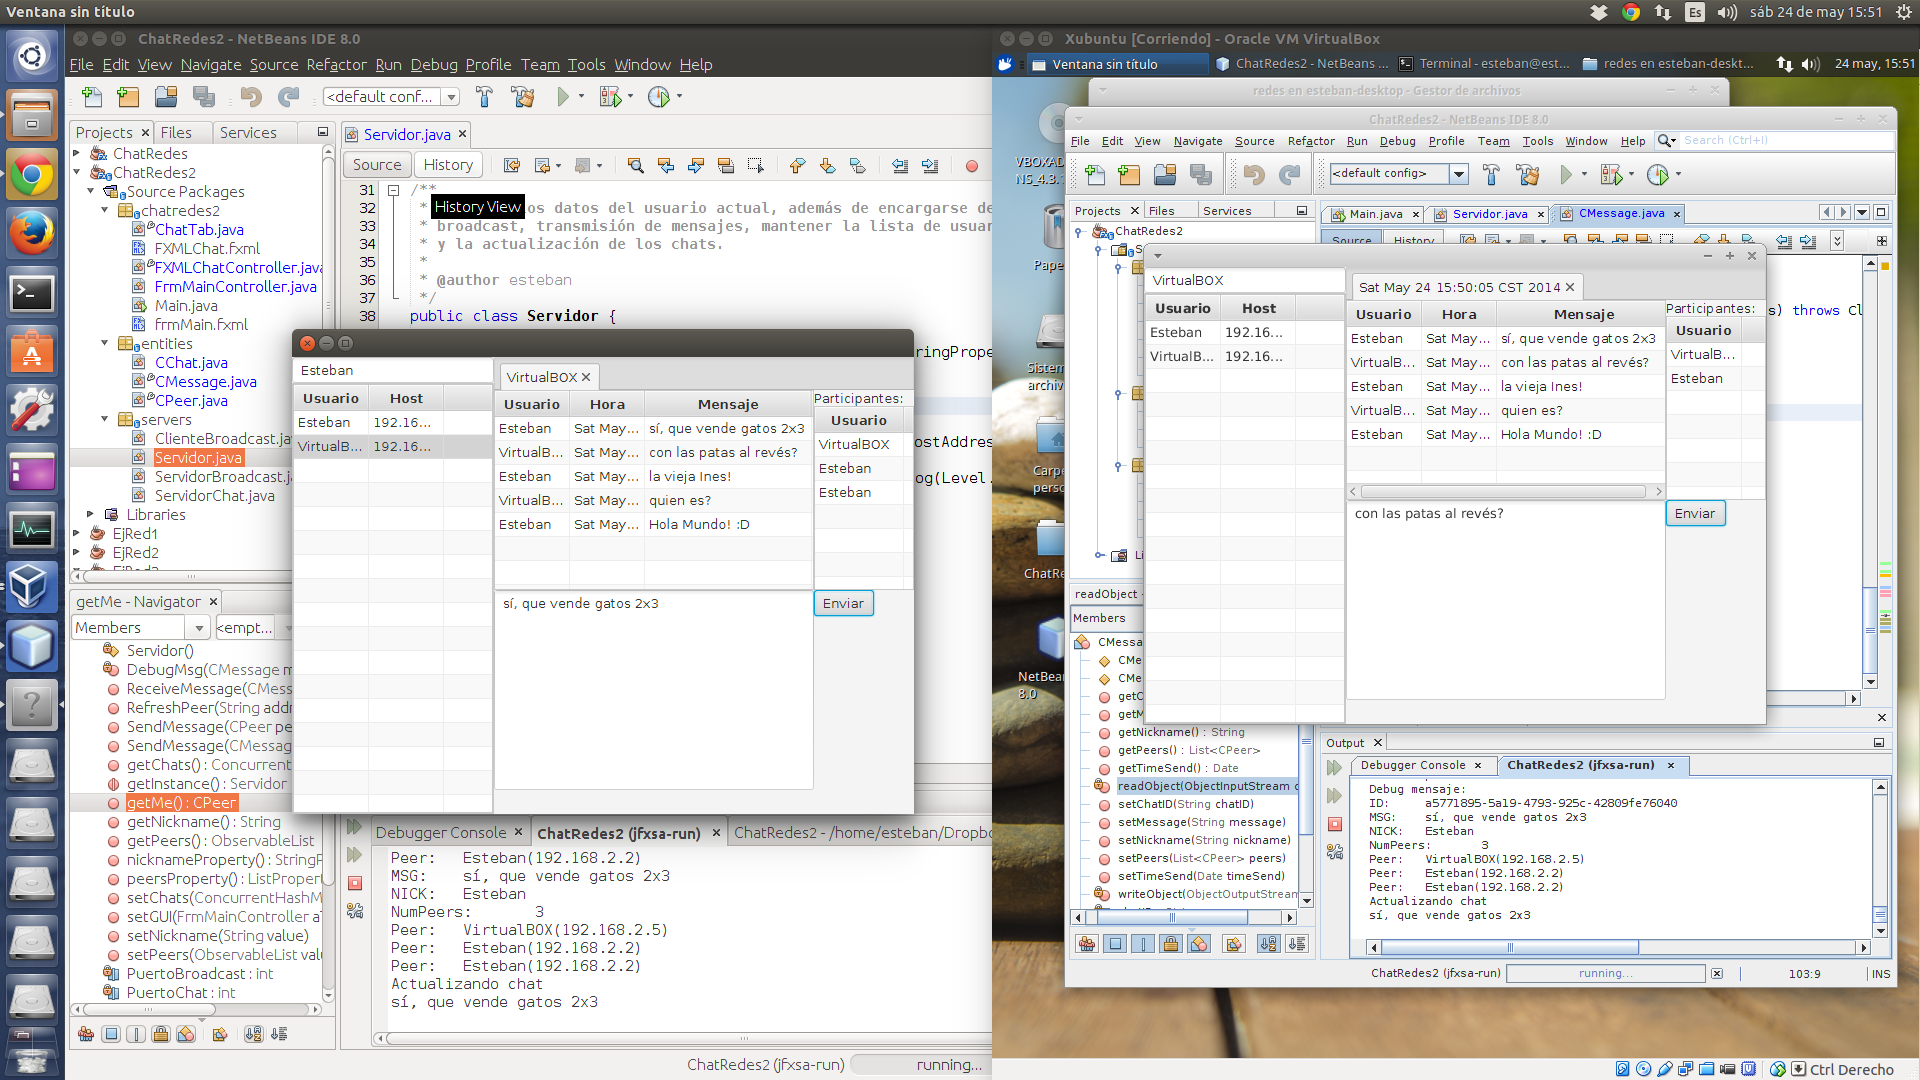 Ventana sin título
Es
sáb 24 de may 15:51
ChatRedes2 - NetBeans IDE 8.0
File Edit View Navigate Source Refactor Run Debug Profile Team Tools Window Help
<default conf...
Projects
Files
Services
ChatRedes
ChatRedes2
Source Packages
chatredes2
ChatTab.java
FXMLChat.fxml
FXMLChatController.java
FrmMainController.java
Main.java
frmMain.fxml
entities
CChat.java
CMessage.java
CPeer.java
servers
ClienteBroadcast.ja
Servidor.java
ServidorBroadcast.j
ServidorChat.java
Libraries
EjRed1
EjRed2
Servidor.java
Source
History
31 /**
32 * os datos del usuario actual, además de encargarse de
History View
33 * broadcast, transmisión de mensajes, mantener la lista de usuar
34 * y la actualización de los chats.
35 *
36 * @author esteban
37 */
38 public class Servidor {
ringPrope
ostAddres
og(Level.
Esteban
Usuario Host
Esteban 192.16...
VirtualB... 192.16...
VirtualBOX
Usuario Hora Mensaje
Esteban Sat May... sí, que vende gatos 2x3
VirtualB... Sat May... con las patas al revés?
Esteban Sat May... la vieja Ines!
VirtualB... Sat May... quien es?
Esteban Sat May... Hola Mundo! :D
Participantes:
Usuario
VirtualBOX
Esteban
Esteban
sí, que vende gatos 2x3
Enviar
getMe - Navigator
Members
<empt...
Servidor()
DebugMsg(CMessage m
ReceiveMessage(CMess
RefreshPeer(String addr
SendMessage(CPeer pe
SendMessage(CMessag
getChats() : Concurrent
getInstance() : Servidor
getMe() : CPeer
getNickname() : String
getPeers() : ObservableList
nicknameProperty() : StringP
peersProperty() : ListPropert
setChats(ConcurrentHashM
setGUI(FrmMainController a
setNickname(String value)
setPeers(ObservableList valu
PuertoBroadcast : int
PuertoChat : int
Debugger Console
ChatRedes2 (jfxsa-run)
ChatRedes2 - /home/esteban/Dropbo
Peer: Esteban(192.168.2.2)
MSG: sí, que vende gatos 2x3
NICK: Esteban
NumPeers: 3
Peer: VirtualBOX(192.168.2.5)
Peer: Esteban(192.168.2.2)
Peer: Esteban(192.168.2.2)
Actualizando chat
sí, que vende gatos 2x3
ChatRedes2 (jfxsa-run)
running...
Xubuntu [Corriendo] - Oracle VM VirtualBox
Ventana sin título
ChatRedes2 - NetBeans ...
Terminal - esteban@est...
redes en esteban-deskt...
24 may, 15:51
redes en esteban-desktop - Gestor de archivos
ChatRedes2 - NetBeans IDE 8.0
File Edit View Navigate Source Refactor Run Debug Profile Team Tools Window Help
Search (Ctrl+I)
<default config>
VBOXAD
NS_4.3.
Pape
Sistem
archiv
Carpe
perso
ChatRe
NetBean
8.0
Projects
Files
Services
ChatRedes2
Main.java
Servidor.java
CMessage.java
Source
History
s) throws Cl
VirtualBOX
Usuario Host
Esteban 192.16...
VirtualB... 192.16...
Sat May 24 15:50:05 CST 2014
Usuario Hora Mensaje
Esteban Sat May... sí, que vende gatos 2x3
VirtualB... Sat May... con las patas al revés?
Esteban Sat May... la vieja Ines!
VirtualB... Sat May... quien es?
Esteban Sat May... Hola Mundo! :D
Participantes:
Usuario
VirtualB...
Esteban
con las patas al revés?
Enviar
readObject
Members
CMessa
CMe
CMe
getC
getM
getNickname() : String
getPeers() : List<CPeer>
getTimeSend() : Date
readObject(ObjectInputStream
setChatID(String chatID)
setMessage(String message)
setNickname(String nickname)
setPeers(List<CPeer> peers)
setTimeSend(Date timeSend)
writeObject(ObjectOutputStream
Output
Debugger Console
ChatRedes2 (jfxsa-run)
Debug mensaje:
ID: a5771895-5a19-4793-925c-42809fe76040
MSG: sí, que vende gatos 2x3
NICK: Esteban
NumPeers: 3
Peer: VirtualBOX(192.168.2.5)
Peer: Esteban(192.168.2.2)
Peer: Esteban(192.168.2.2)
Actualizando chat
sí, que vende gatos 2x3
ChatRedes2 (jfxsa-run)
running...
103:9
INS
Ctrl Derecho